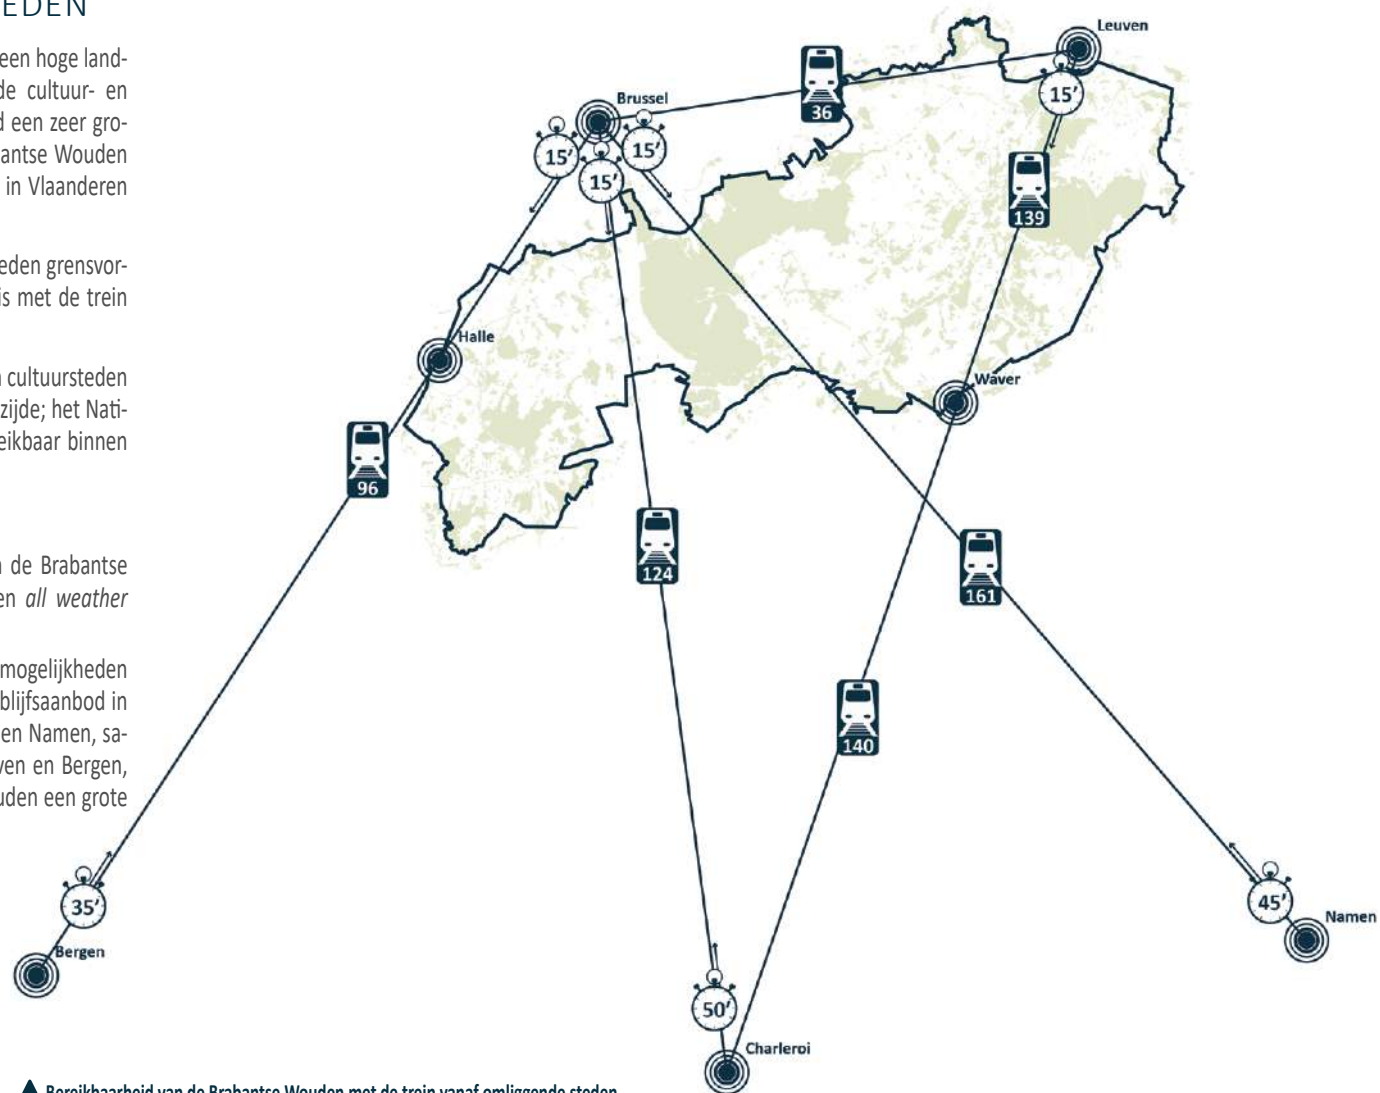 EDEN
een hoge land-
de cultuur- en
d een zeer gro-
antse Wouden
in Vlaanderen
eden grensvor-
is met de trein
n cultuursteden
zijde; het Nati-
eikbaar binnen
n de Brabantse
en all weather
mogelijkheden
blijfsaanbod in
en Namen, sa-
ven en Bergen,
uden een grote
Leuven
Brussel
36
15’
15’
15’
15’
139
Halle
Waver
96
124
161
140
35’
Bergen
45’
Namen
50’
Charleroi
Bereikbaarheid van de Brabantse Wouden met de trein vanaf omliggende steden